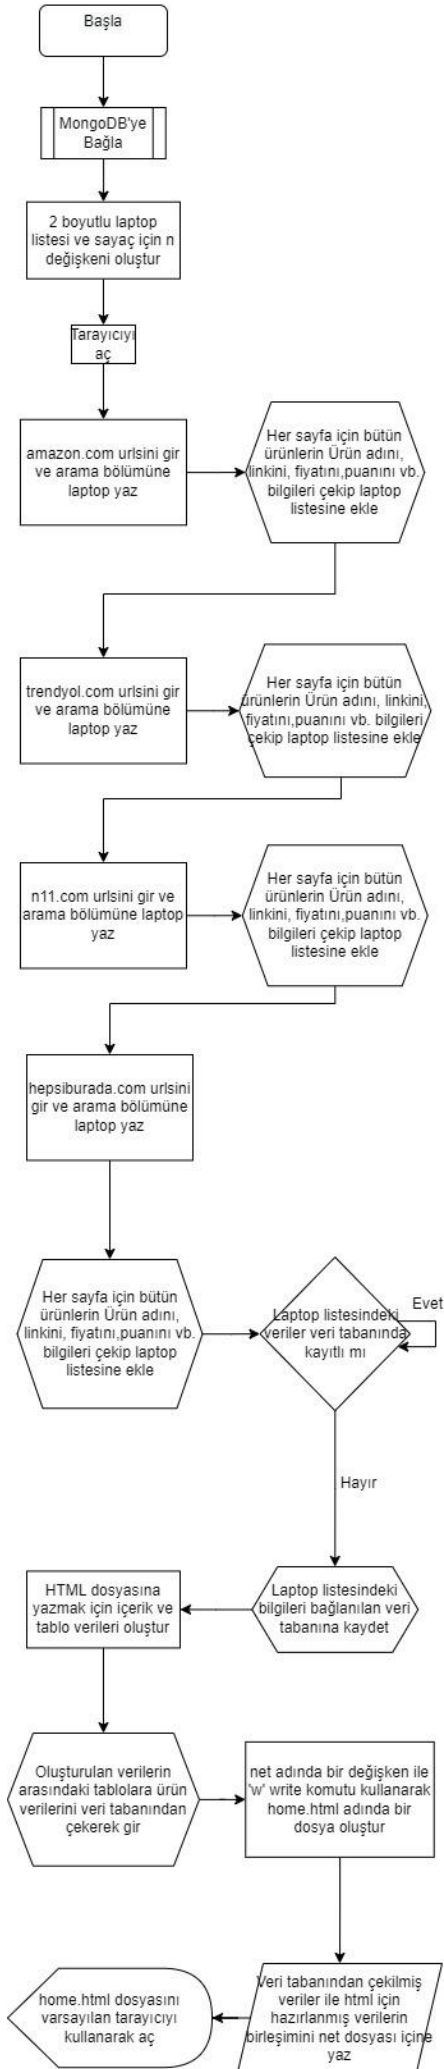 Başla
MongoDB'ye
Bağla
2 boyutlu laptop
listesi ve sayaç için n
değişkeni oluştur
Tarayıcıyı
aç
amazon.com urlsini gir
ve arama bölümüne
laptop yaz
Her sayfa için bütün
ürünlerin Ürün adını,
linkini, fiyatını,puanını vb.
bilgileri çekip laptop
listesine ekle
trendyol.com urlsini gir
ve arama bölümüne
laptop yaz
Her sayfa için bütün
ürünlerin Ürün adını, linkini,
fiyatını,puanını vb. bilgileri
çekip laptop listesine ekle
n11.com urlsini gir ve
arama bölümüne laptop
yaz
Her sayfa için bütün
ürünlerin Ürün adını,
linkini, fiyatını,puanını vb.
bilgileri çekip laptop
listesine ekle
hepsiburada.com urlsini
gir ve arama bölümüne
laptop yaz
Her sayfa için bütün
ürünlerin Ürün adını,
linkini, fiyatını,puanını vb.
bilgileri çekip laptop
listesine ekle
Laptop listesindeki
veriler veri tabanında
kayıtlı mı
Evet
Hayır
Laptop listesindeki
bilgileri bağlanılan veri
tabanına kaydet
HTML dosyasına
yazmak için içerik ve
tablo verileri oluştur
Oluşturulan verilerin
arasındaki tablolara ürün
verilerini veri tabanından
çekerek gir
net adında bir değişken ile
'w' write komutu kullanarak
home.html adında bir
dosya oluştur
Veri tabanından çekilmiş
veriler ile html için
hazırlanmış verilerin
birleşimini net dosyası içine
yaz
home.html dosyasını
varsayılan tarayıcıyı
kullanarak aç